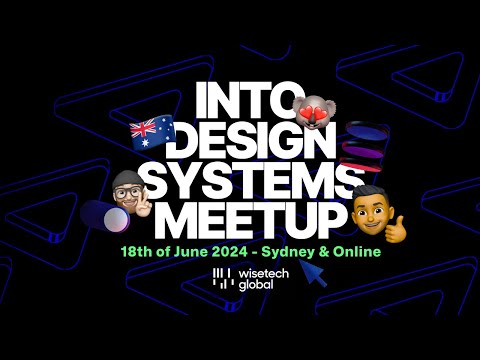 INTO
DESIGN
SYSTEMS
MEETUP
18th of June 2024 - Sydney & Online
wisetech
global